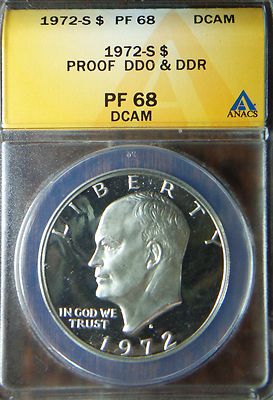 1972-S $ PF 68 DCAM
1972-S $
PROOF DDO & DDR
PF 68
DCAM
ANACS
LIBERTY
IN GOD WE
TRUST
S
1972